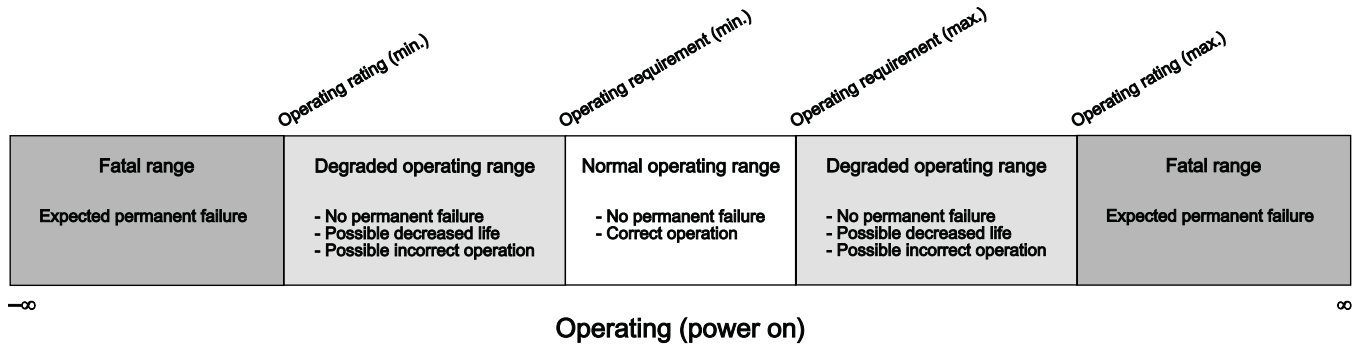 Operating rating (min.)
Operating requirement (min.)
Operating requirement (max.)
Operating rating (max.)
Fatal range
Expected permanent failure
Degraded operating range
- No permanent failure
- Possible decreased life
- Possible incorrect operation
Normal operating range
- No permanent failure
- Correct operation
Degraded operating range
- No permanent failure
- Possible decreased life
- Possible incorrect operation
Fatal range
Expected permanent failure
–∞
∞
Operating (power on)